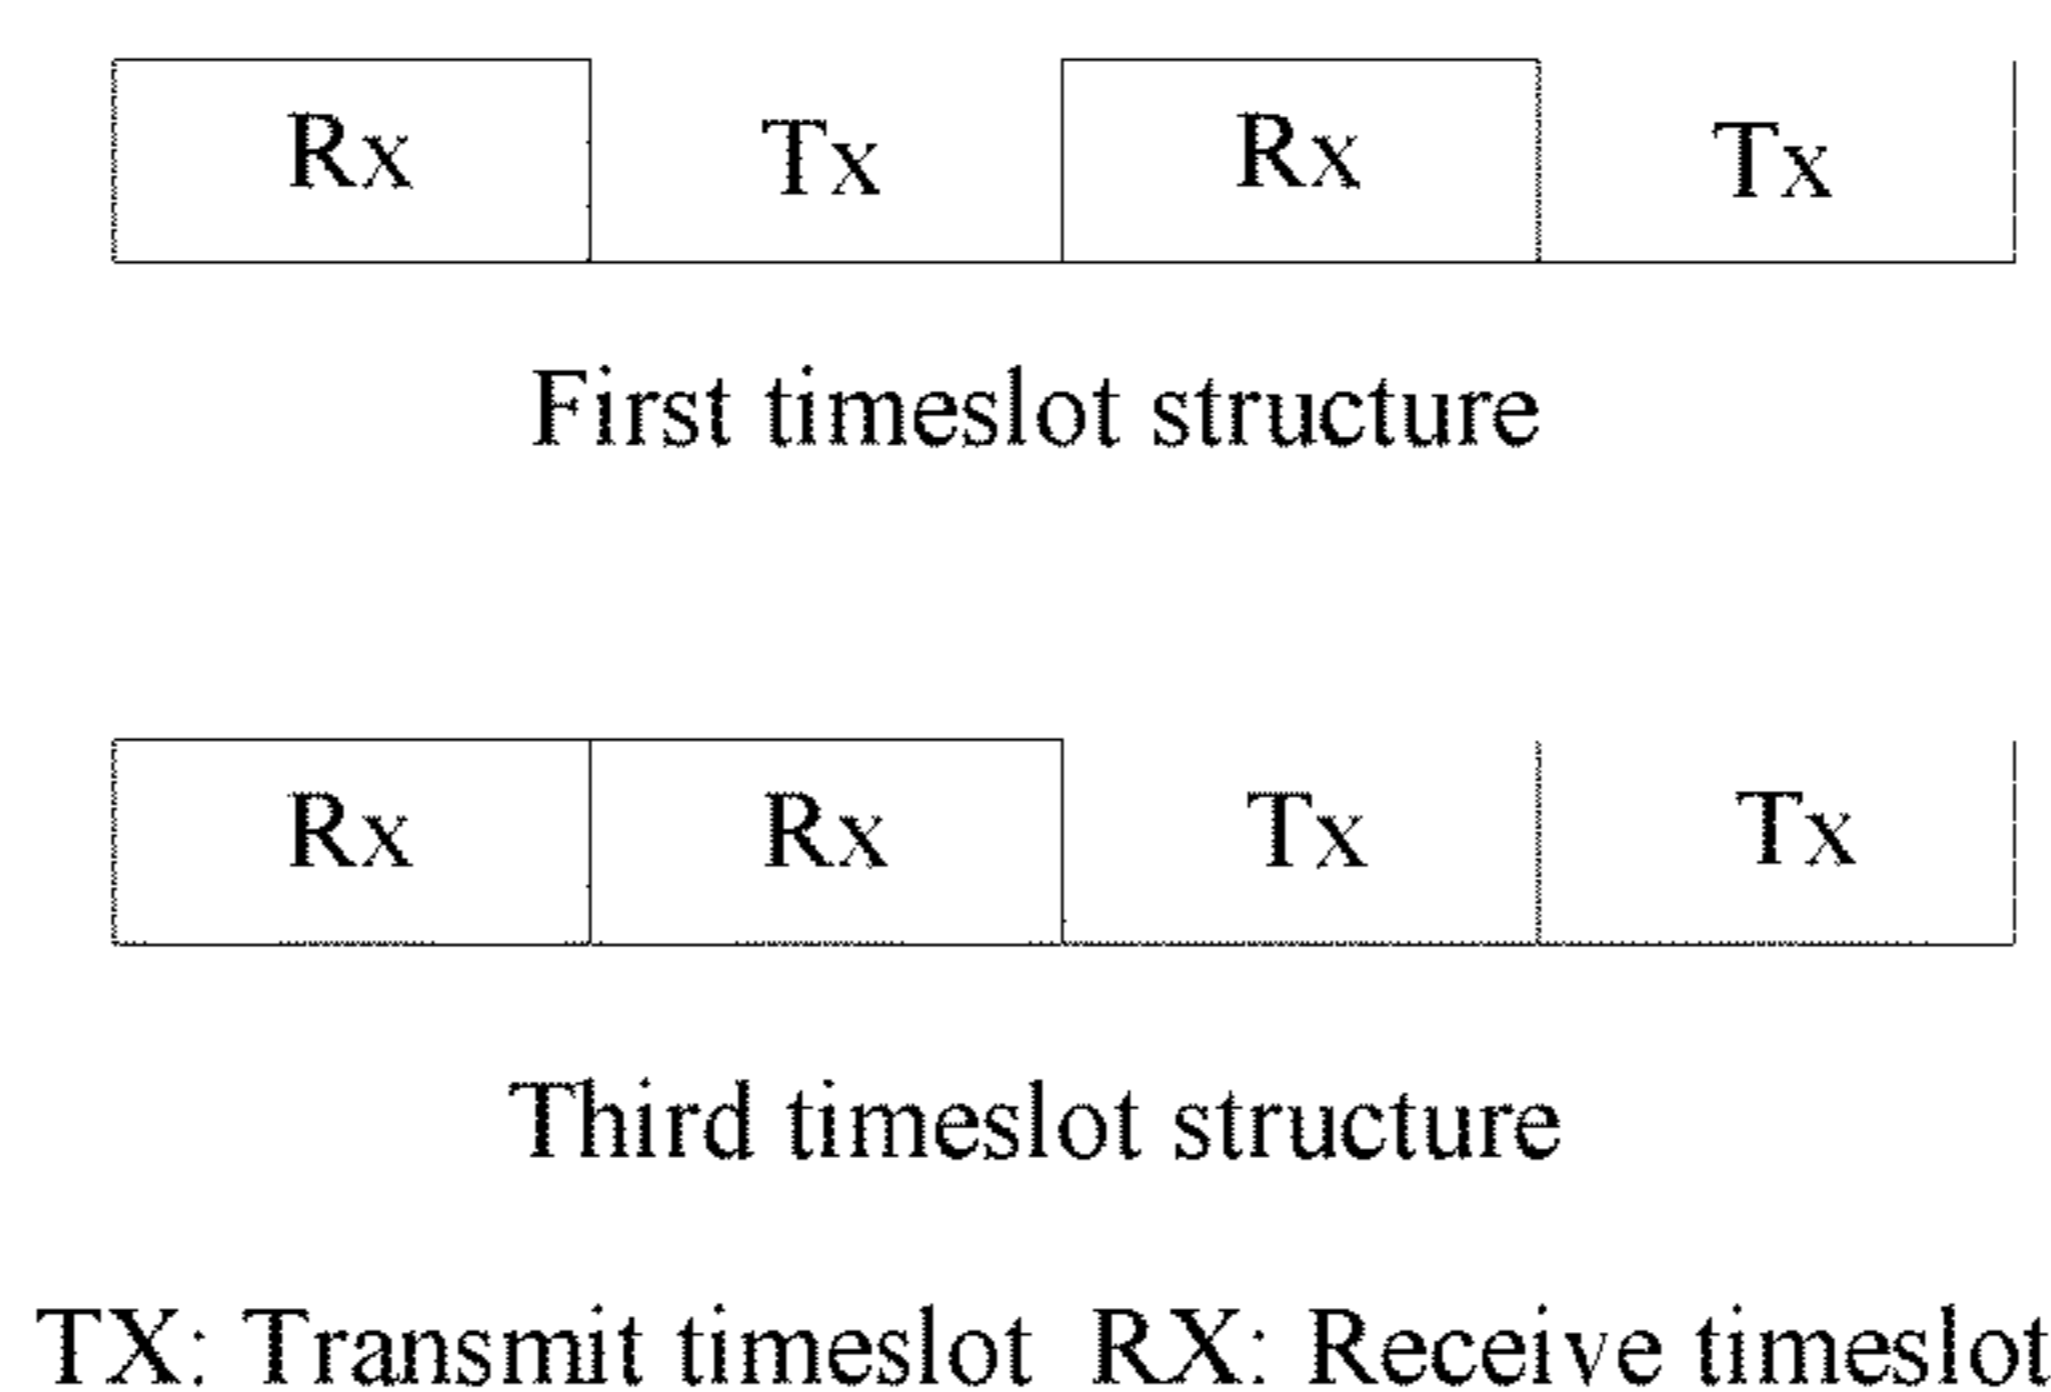 Rx Tx Rx Tx
First timeslot structure
Rx Rx Tx Tx
Third timeslot structure
TX: Transmit timeslot RX: Receive timeslot